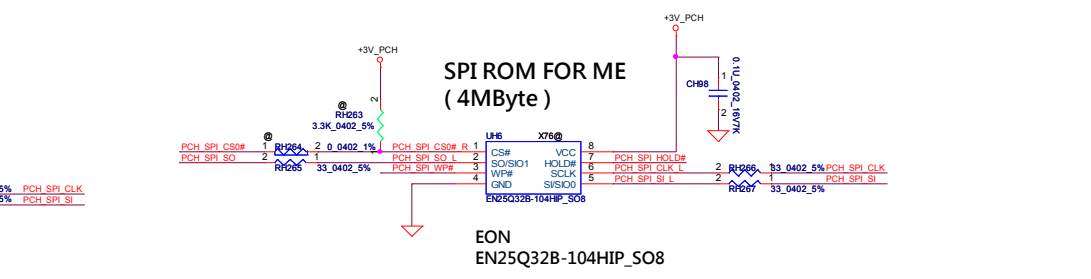 +3V_PCH
+3V_PCH
SPI ROM FOR ME
( 4MByte )
CH98
0.1U_0402_16V7K
1
2
@
RH263
3.3K_0402_5%
2
@
PCH_SPI_CS0# 1 RH264 2 0_0402_1% PCH_SPI_CS0#_R 1
PCH_SPI_SO 2 RH265 1 33_0402_5% PCH_SPI_SO_L 2
PCH_SPI_WP# 3
4
UH6 X76@
CS# VCC 8
SO/SIO1 HOLD# 7 PCH_SPI_HOLD#
WP# SCLK 6 PCH_SPI_CLK_L 2 RH266 33_0402_5% PCH_SPI_CLK
GND SI/SIO0 5 PCH_SPI_SI_L 2 RH267 1 33_0402_5% PCH_SPI_SI
EN25Q32B-104HIP_SO8
5% PCH_SPI_CLK
5% PCH_SPI_SI
EON
EN25Q32B-104HIP_SO8